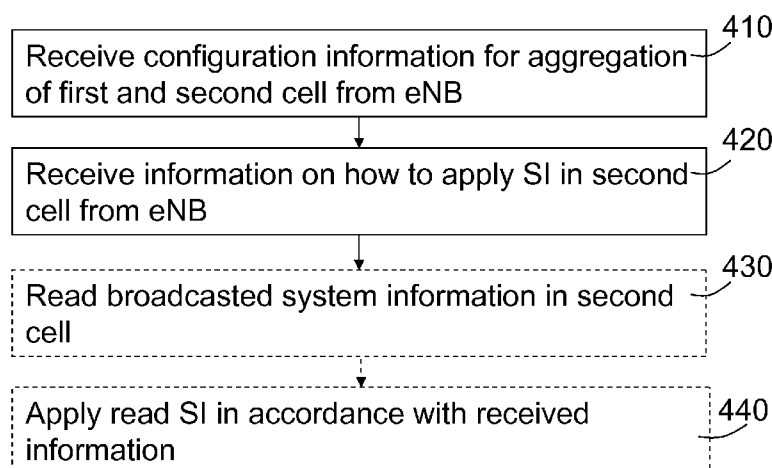 410
Receive configuration information for aggregation
of first and second cell from eNB
420
Receive information on how to apply SI in second
cell from eNB
430
Read broadcasted system information in second
cell
440
Apply read SI in accordance with received
information